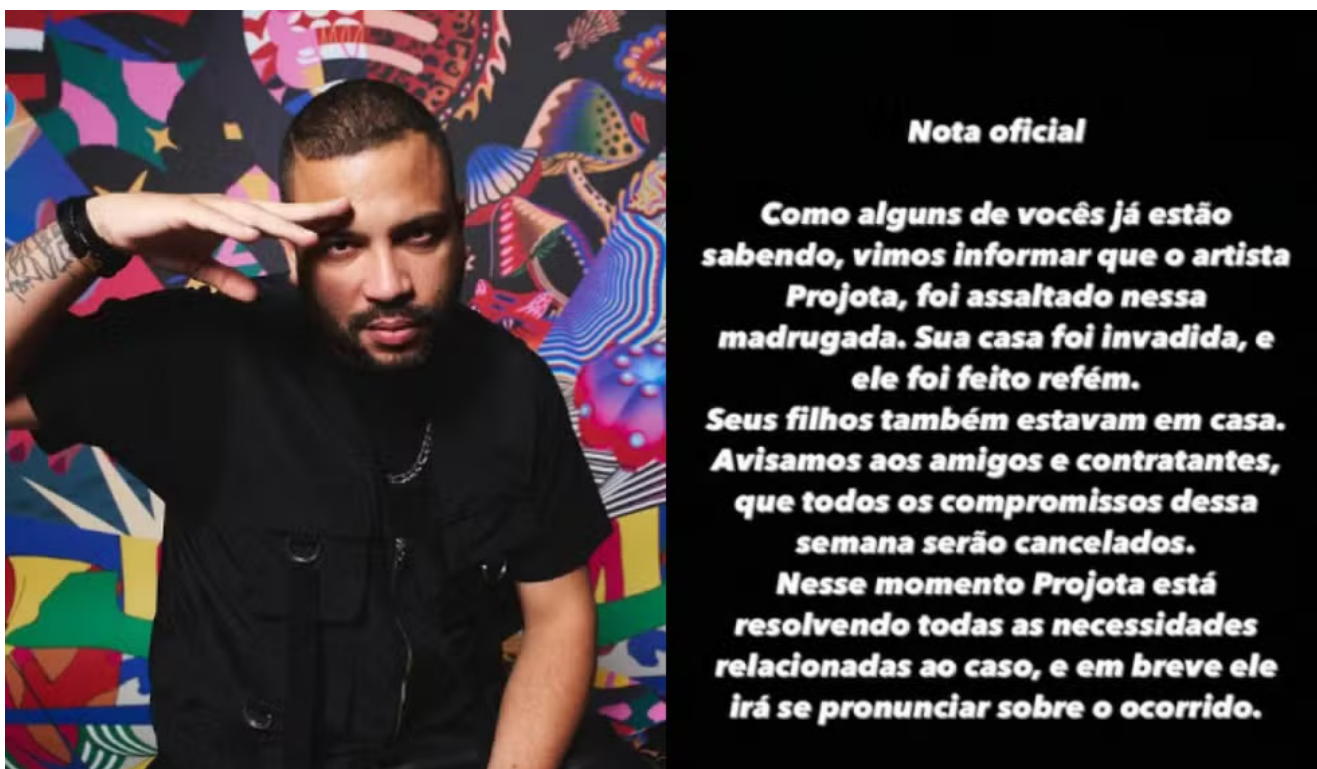 Nota oficial
Como alguns de vocês já estão
sabendo, vimos informar que o artista
Projota, foi assaltado nessa
madrugada. Sua casa foi invadida, e
ele foi feito refém.
Seus filhos também estavam em casa.
Avisamos aos amigos e contratantes,
que todos os compromissos dessa
semana serão cancelados.
Nesse momento Projota está
resolvendo todas as necessidades
relacionadas ao caso, e em breve ele
irá se pronunciar sobre o ocorrido.